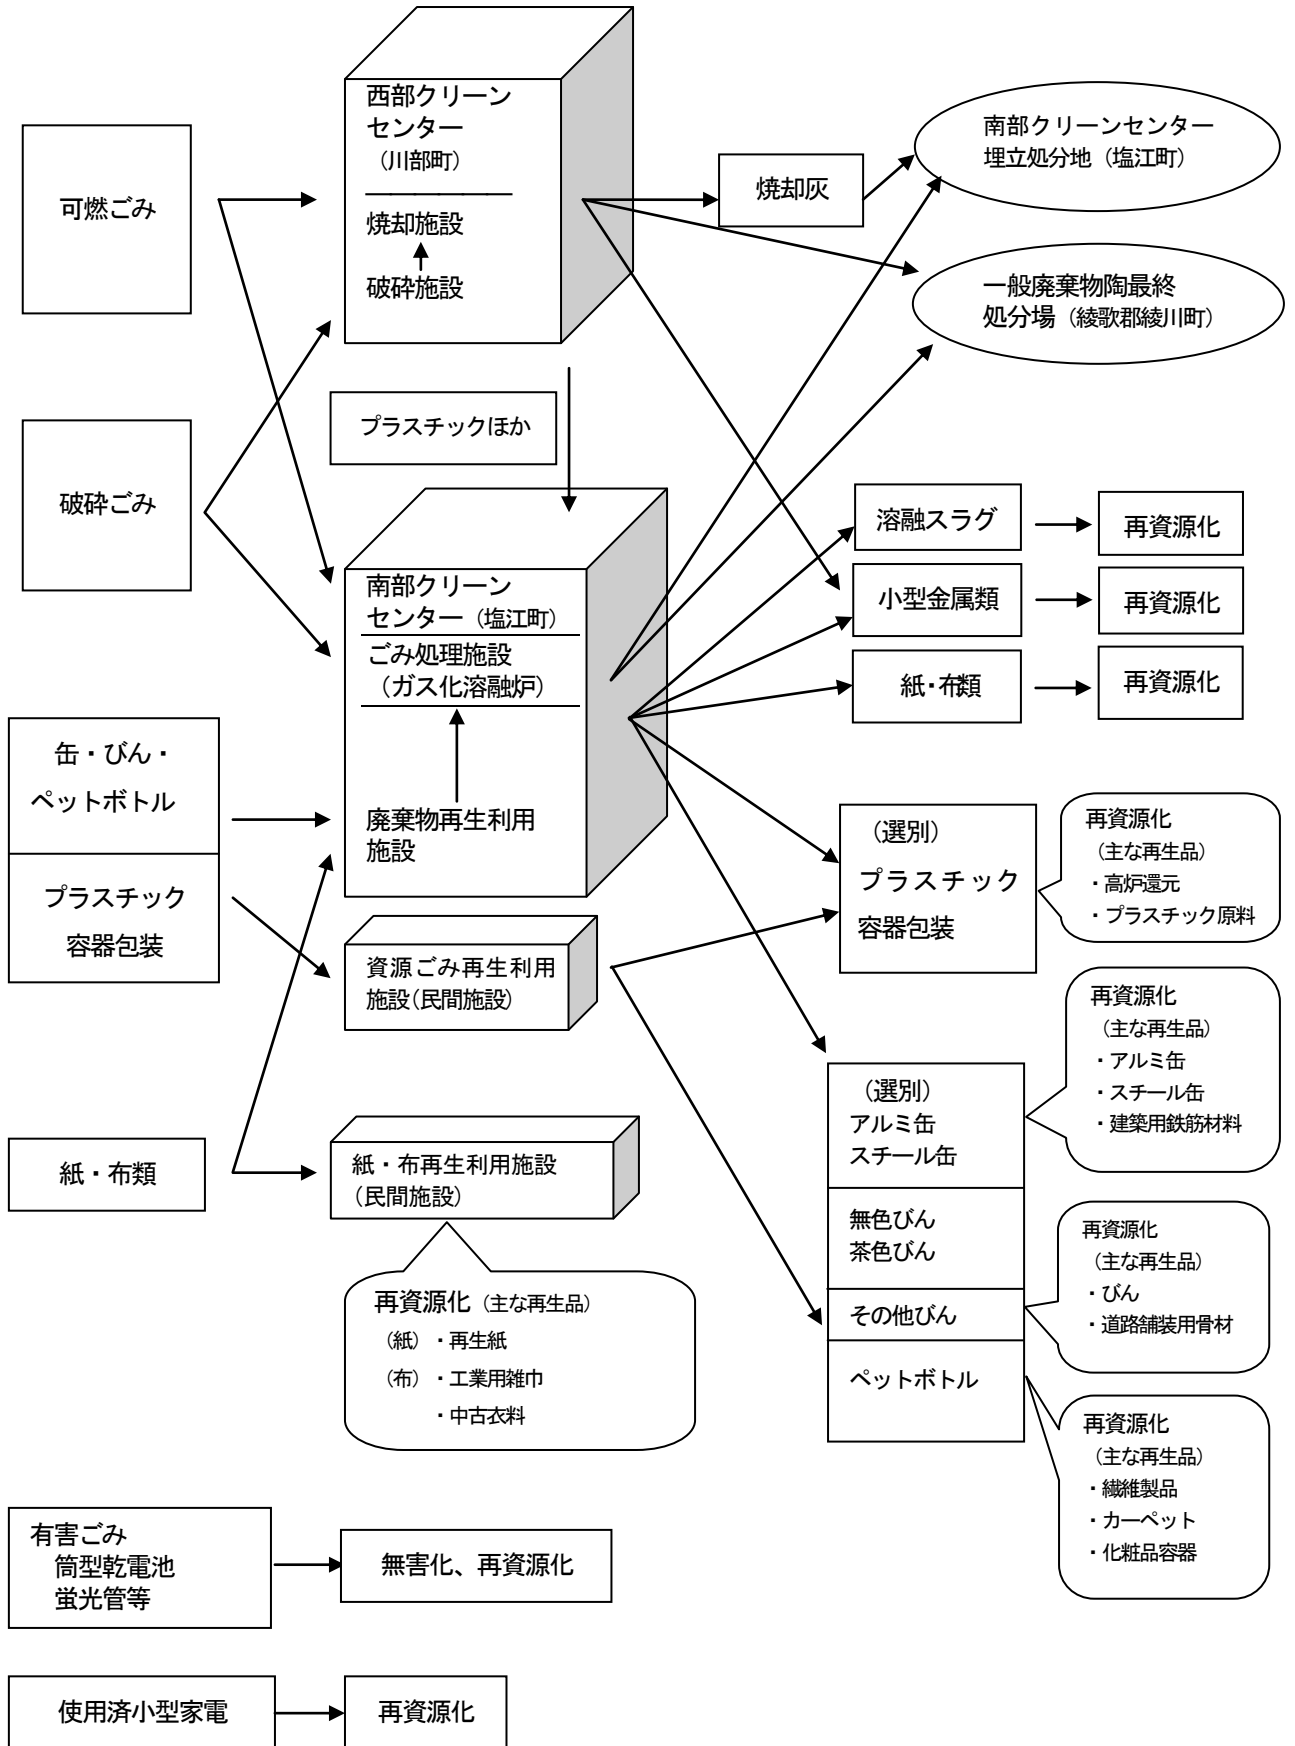 可燃ごみ
破砕ごみ
缶・びん・
ペットボトル
プラスチック
容器包装
紙・布類
有害ごみ
筒型乾電池
蛍光管等
使用済小型家電
西部クリーン
センター
（川部町）
焼却施設
破砕施設
プラスチックほか
南部クリーン
センター（塩江町）
ごみ処理施設
（ガス化溶融炉）
廃棄物再生利用
施設
資源ごみ再生利用
施設（民間施設）
紙・布再生利用施設
（民間施設）
再資源化（主な再生品）
（紙）・再生紙
（布）・工業用雑巾
・中古衣料
無害化、再資源化
再資源化
焼却灰
南部クリーンセンター
埋立処分地（塩江町）
一般廃棄物陶最終
処分場（綾歌郡綾川町）
溶融スラグ
再資源化
小型金属類
再資源化
紙・布類
再資源化
（選別）
プラスチック
容器包装
再資源化
（主な再生品）
・高炉還元
・プラスチック原料
（選別）
アルミ缶
スチール缶
無色びん
茶色びん
その他びん
ペットボトル
再資源化
（主な再生品）
・アルミ缶
・スチール缶
・建築用鉄筋材料
再資源化
（主な再生品）
・びん
・道路舗装用骨材
再資源化
（主な再生品）
・繊維製品
・カーペット
・化粧品容器